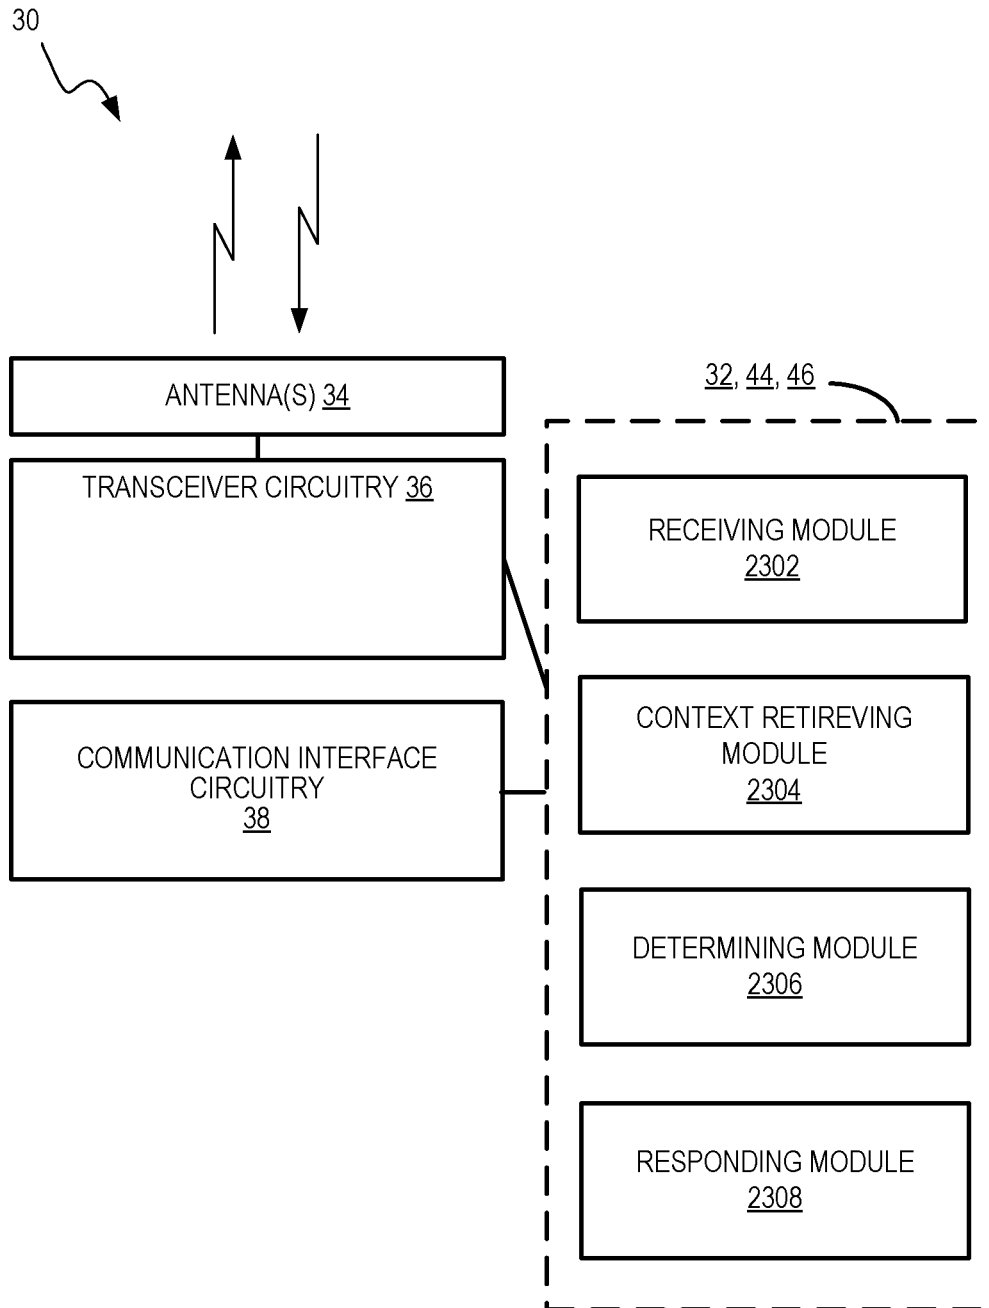 30
ANTENNA(S) 34
32, 44, 46
TRANSCEIVER CIRCUITRY 36
RECEIVING MODULE
2302
CONTEXT RETIREVING
MODULE
2304
COMMUNICATION INTERFACE
CIRCUITRY
38
DETERMINING MODULE
2306
RESPONDING MODULE
2308